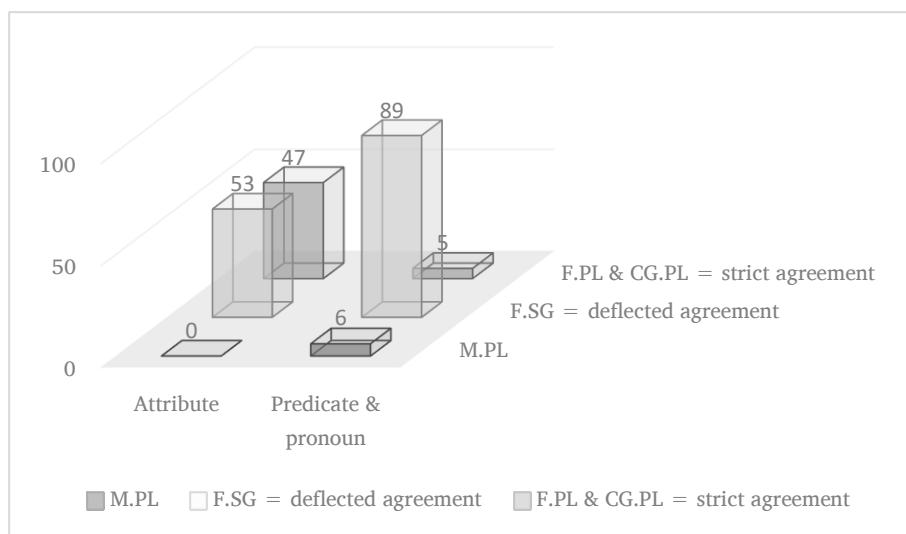 89
47
100
53
5
50
F.PL & CG.PL = strict agreement
F.SG = deflected agreement
0
6
M.PL
0
Attribute
Predicate &
pronoun
M.PL
F.SG = deflected agreement
F.PL & CG.PL = strict agreement